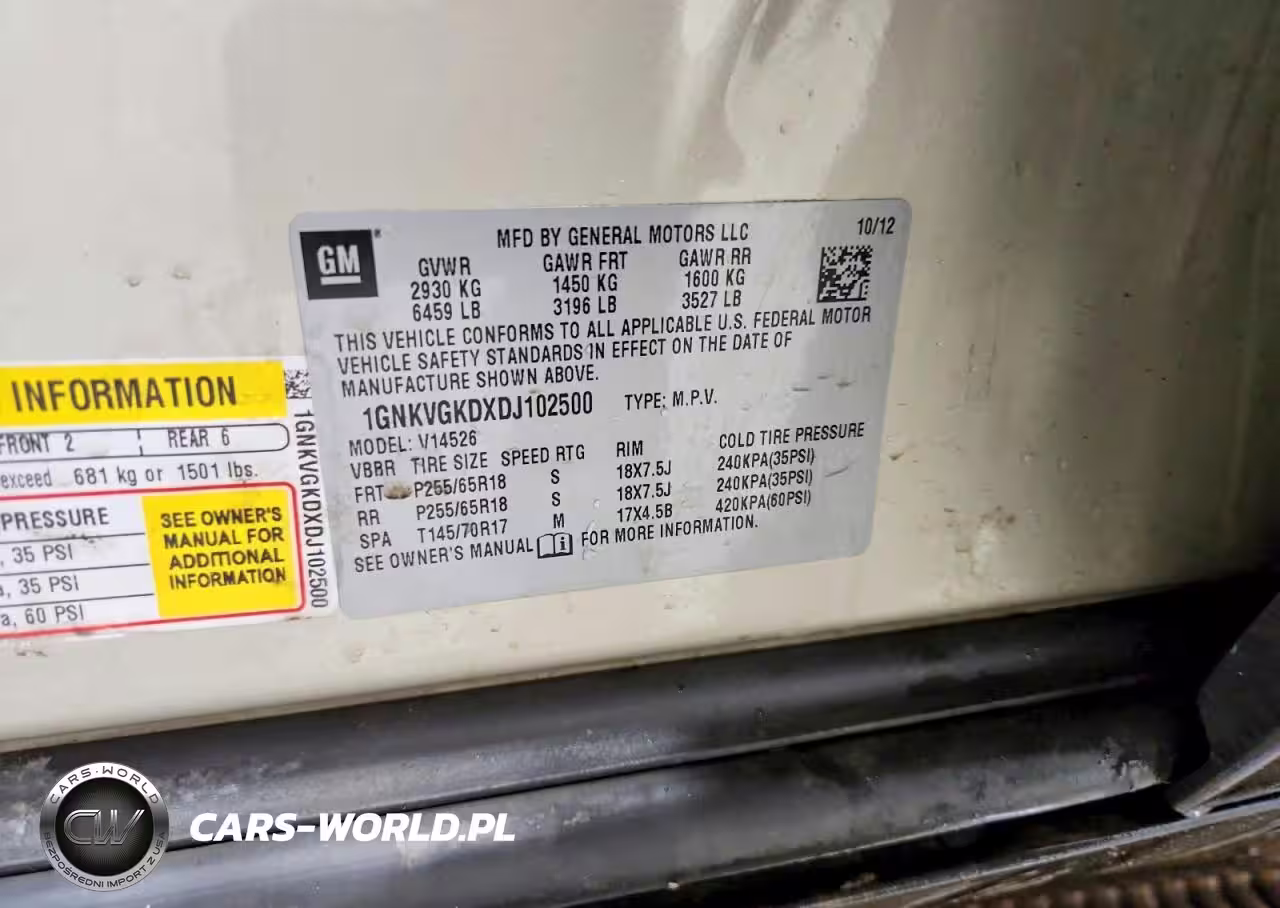 GM
MFD BY GENERAL MOTORS LLC 10/12
GVWR GAWR FRT GAWR RR
2930 KG 1450 KG 1600 KG
6459 LB 3196 LB 3527 LB
THIS VEHICLE CONFORMS TO ALL APPLICABLE U.S. FEDERAL MOTOR
VEHICLE SAFETY STANDARDS IN EFFECT ON THE DATE OF
MANUFACTURE SHOWN ABOVE.
1GNKVGKDXDJ102500 TYPE: M.P.V.
MODEL: V14526
VBBR TIRE SIZE SPEED RTG RIM COLD TIRE PRESSURE
FRT P255/65R18 S 18X7.5J 240KPA(35PSI)
RR P255/65R18 S 18X7.5J 240KPA(35PSI)
SPA T145/70R17 M 17X4.5B 420KPA(60PSI)
SEE OWNER'S MANUAL FOR MORE INFORMATION.
INFORMATION
FRONT 2 REAR 6
exceed 681 kg or 1501 lbs.
PRESSURE
, 35 PSI
a, 35 PSI
a, 60 PSI
SEE OWNER'S
MANUAL FOR
ADDITIONAL
INFORMATION
1GNKVGKDXDJ102500
CARS-WORLD
CW
BEZPOŚREDNI IMPORT Z USA
CARS-WORLD.PL